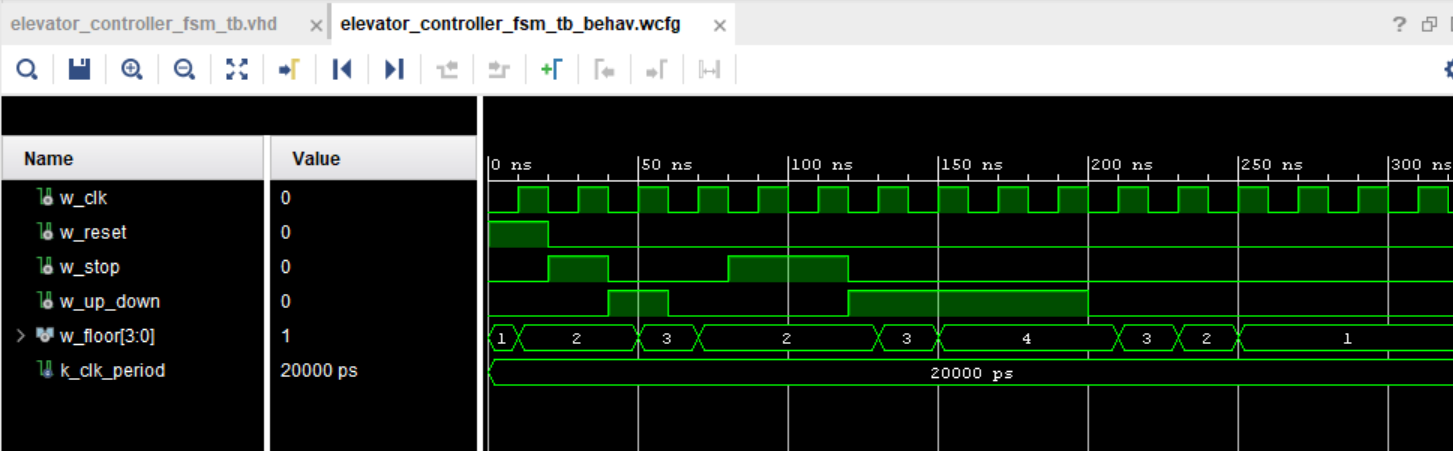 elevator_controller_fsm_tb.vhd × elevator_controller_fsm_tb_behav.wcfg × ?
Name Value 0 ns 50 ns 100 ns 150 ns 200 ns 250 ns 300 ns
w_clk 0
w_reset 0
w_stop 0
w_up_down 0
w_floor[3:0] 1 1 2 3 2 3 4 3 2 1
k_clk_period 20000 ps 20000 ps